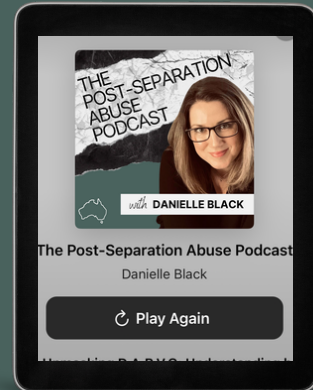 THE
POST-SEPARATION
ABUSE
PODCAST
with DANIELLE BLACK
The Post-Separation Abuse Podcast
Danielle Black
Play Again